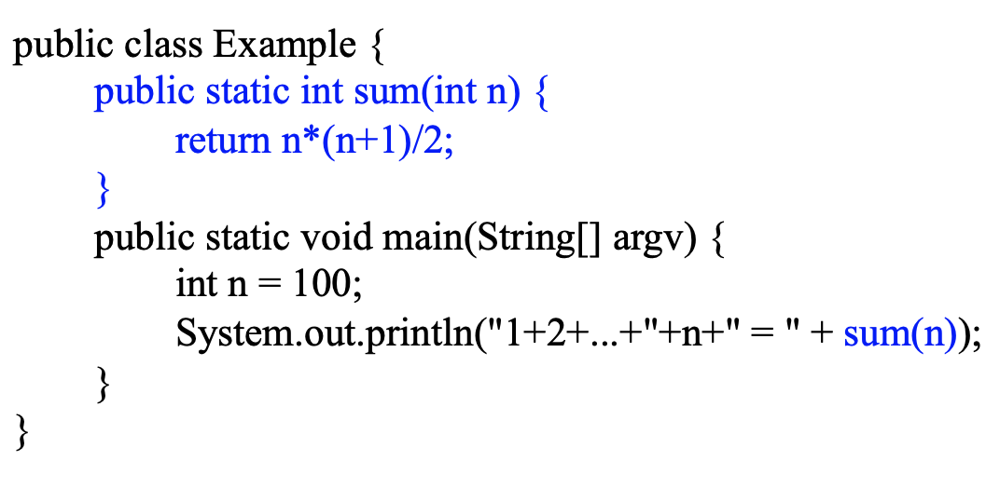 public class Example {
public static int sum(int n) {
return n*(n+1)/2;
}
public static void main(String[] argv) {
int n = 100;
System.out.println("1+2+...+"+n+" = " + sum(n));
}
}